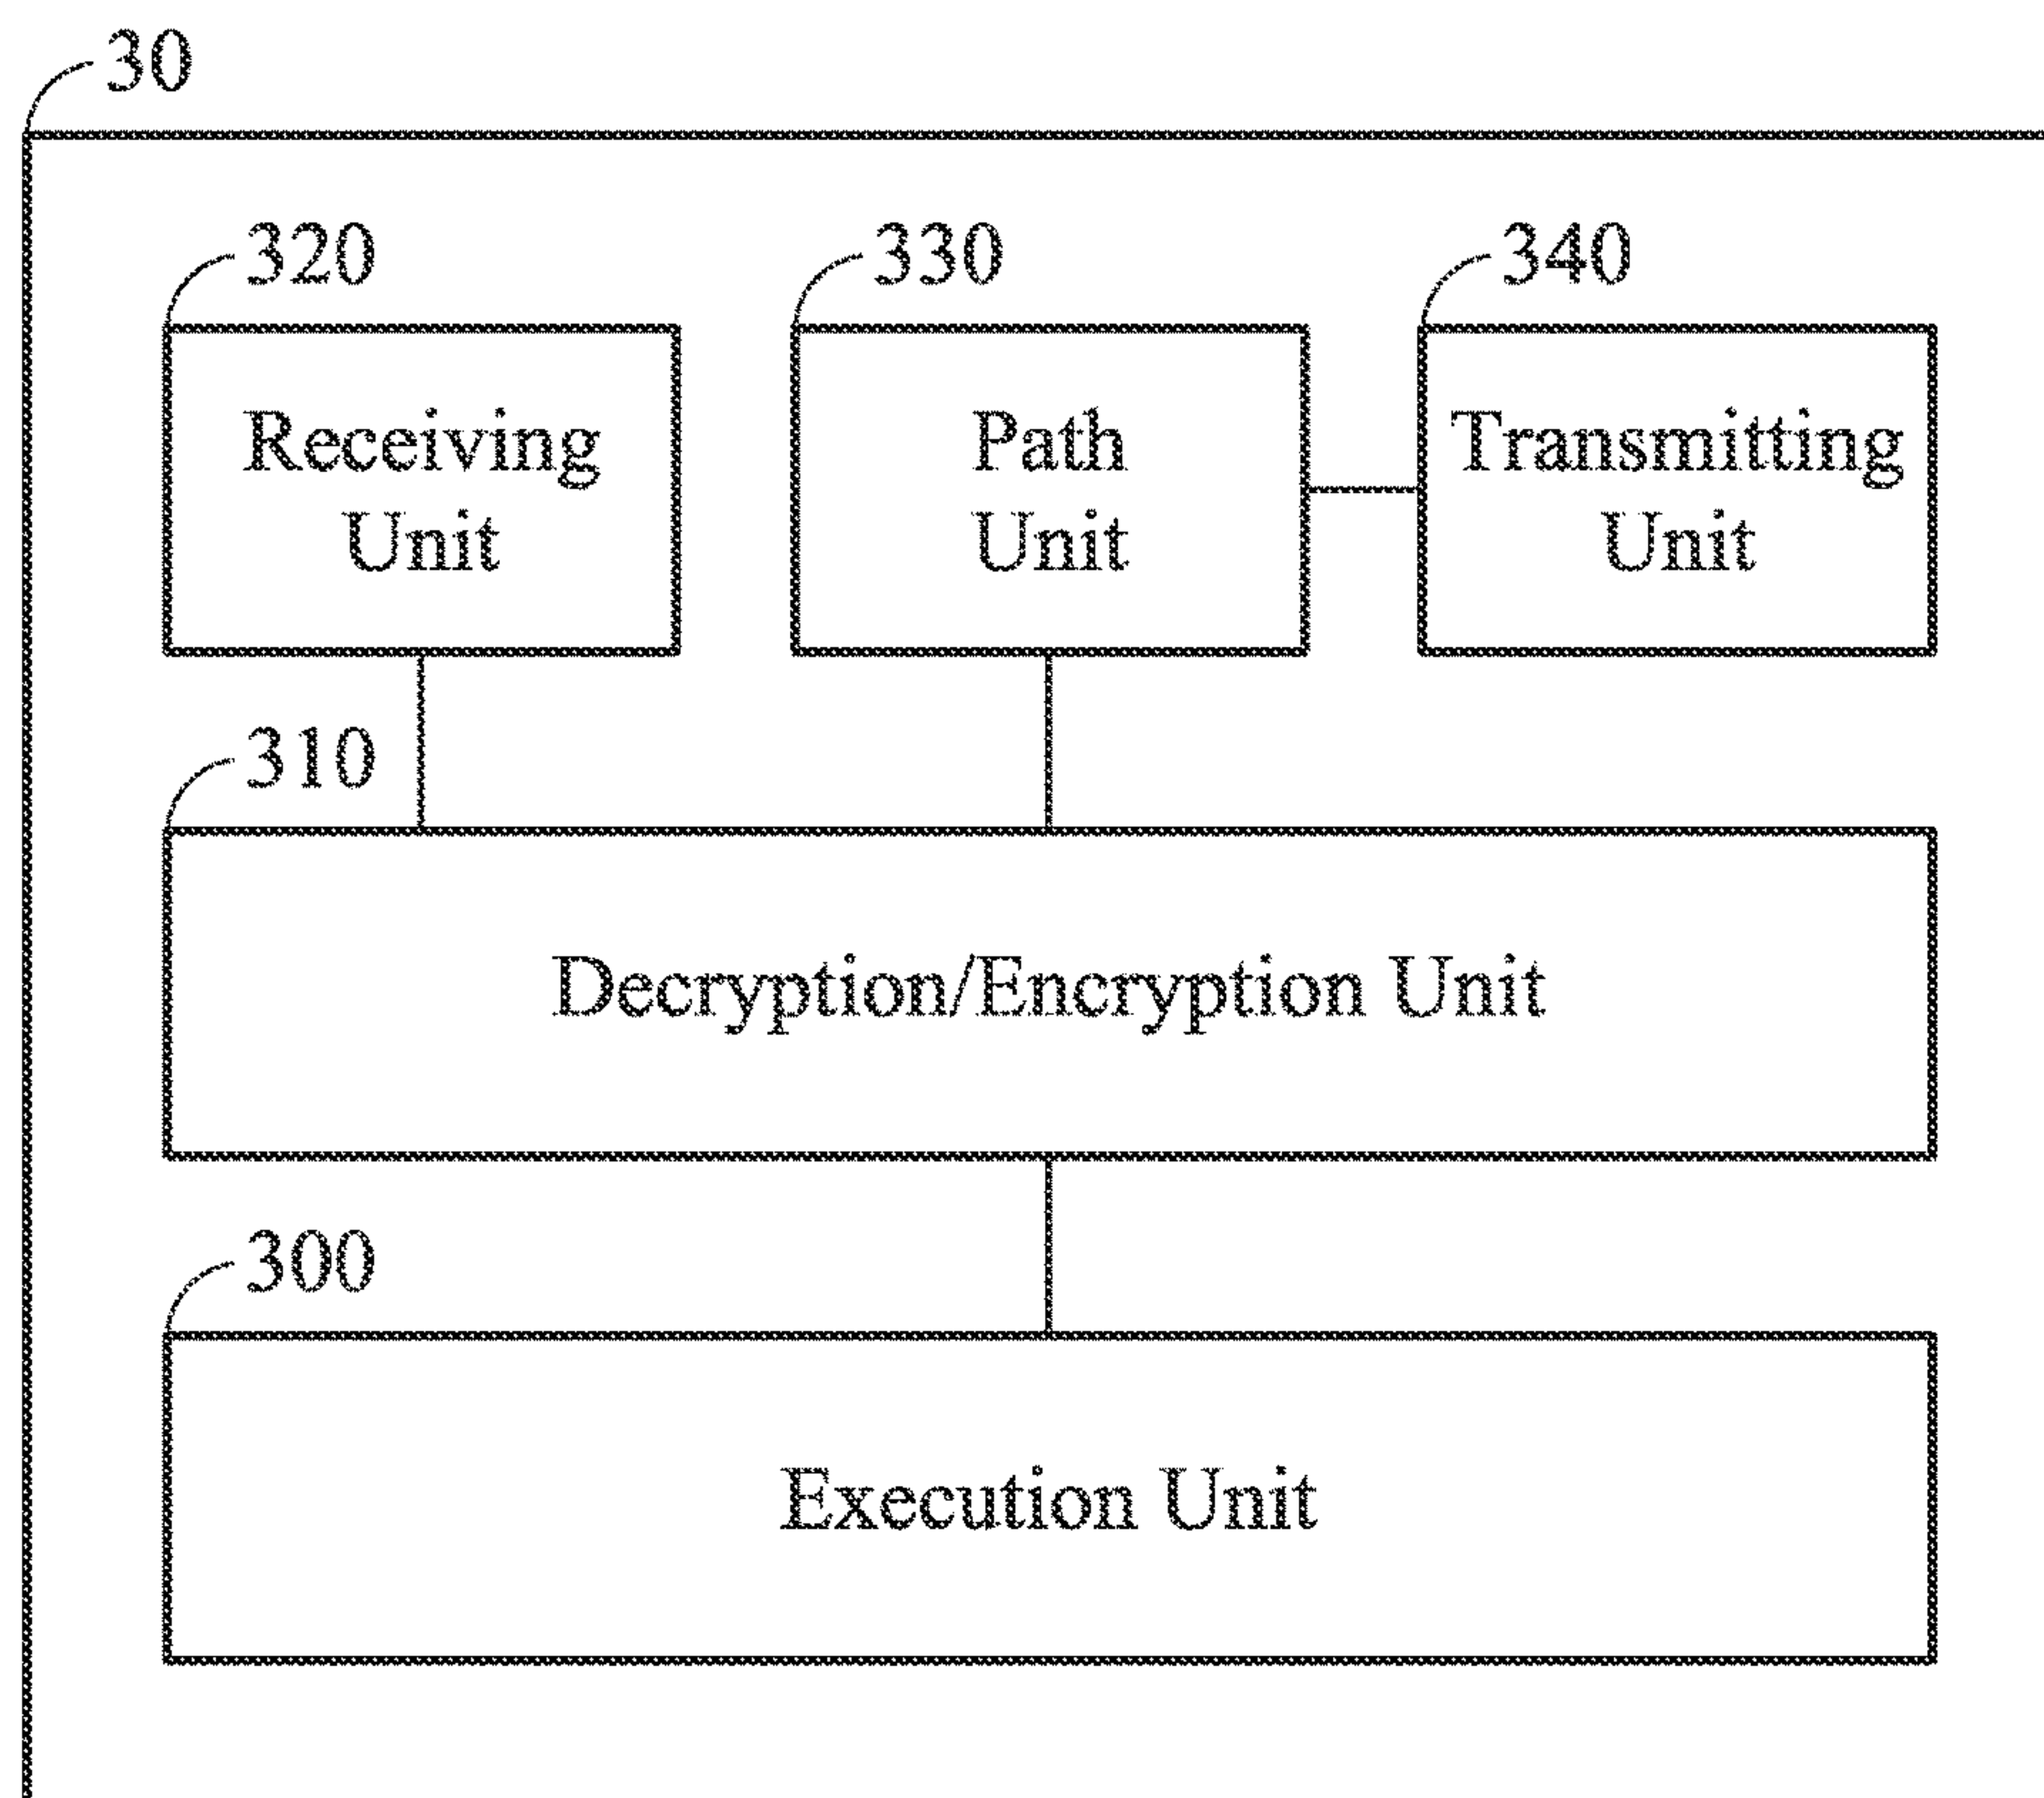 30
320
330
340
Receiving
Unit
Path
Unit
Transmitting
Unit
310
Decryption/Encryption Unit
300
Execution Unit